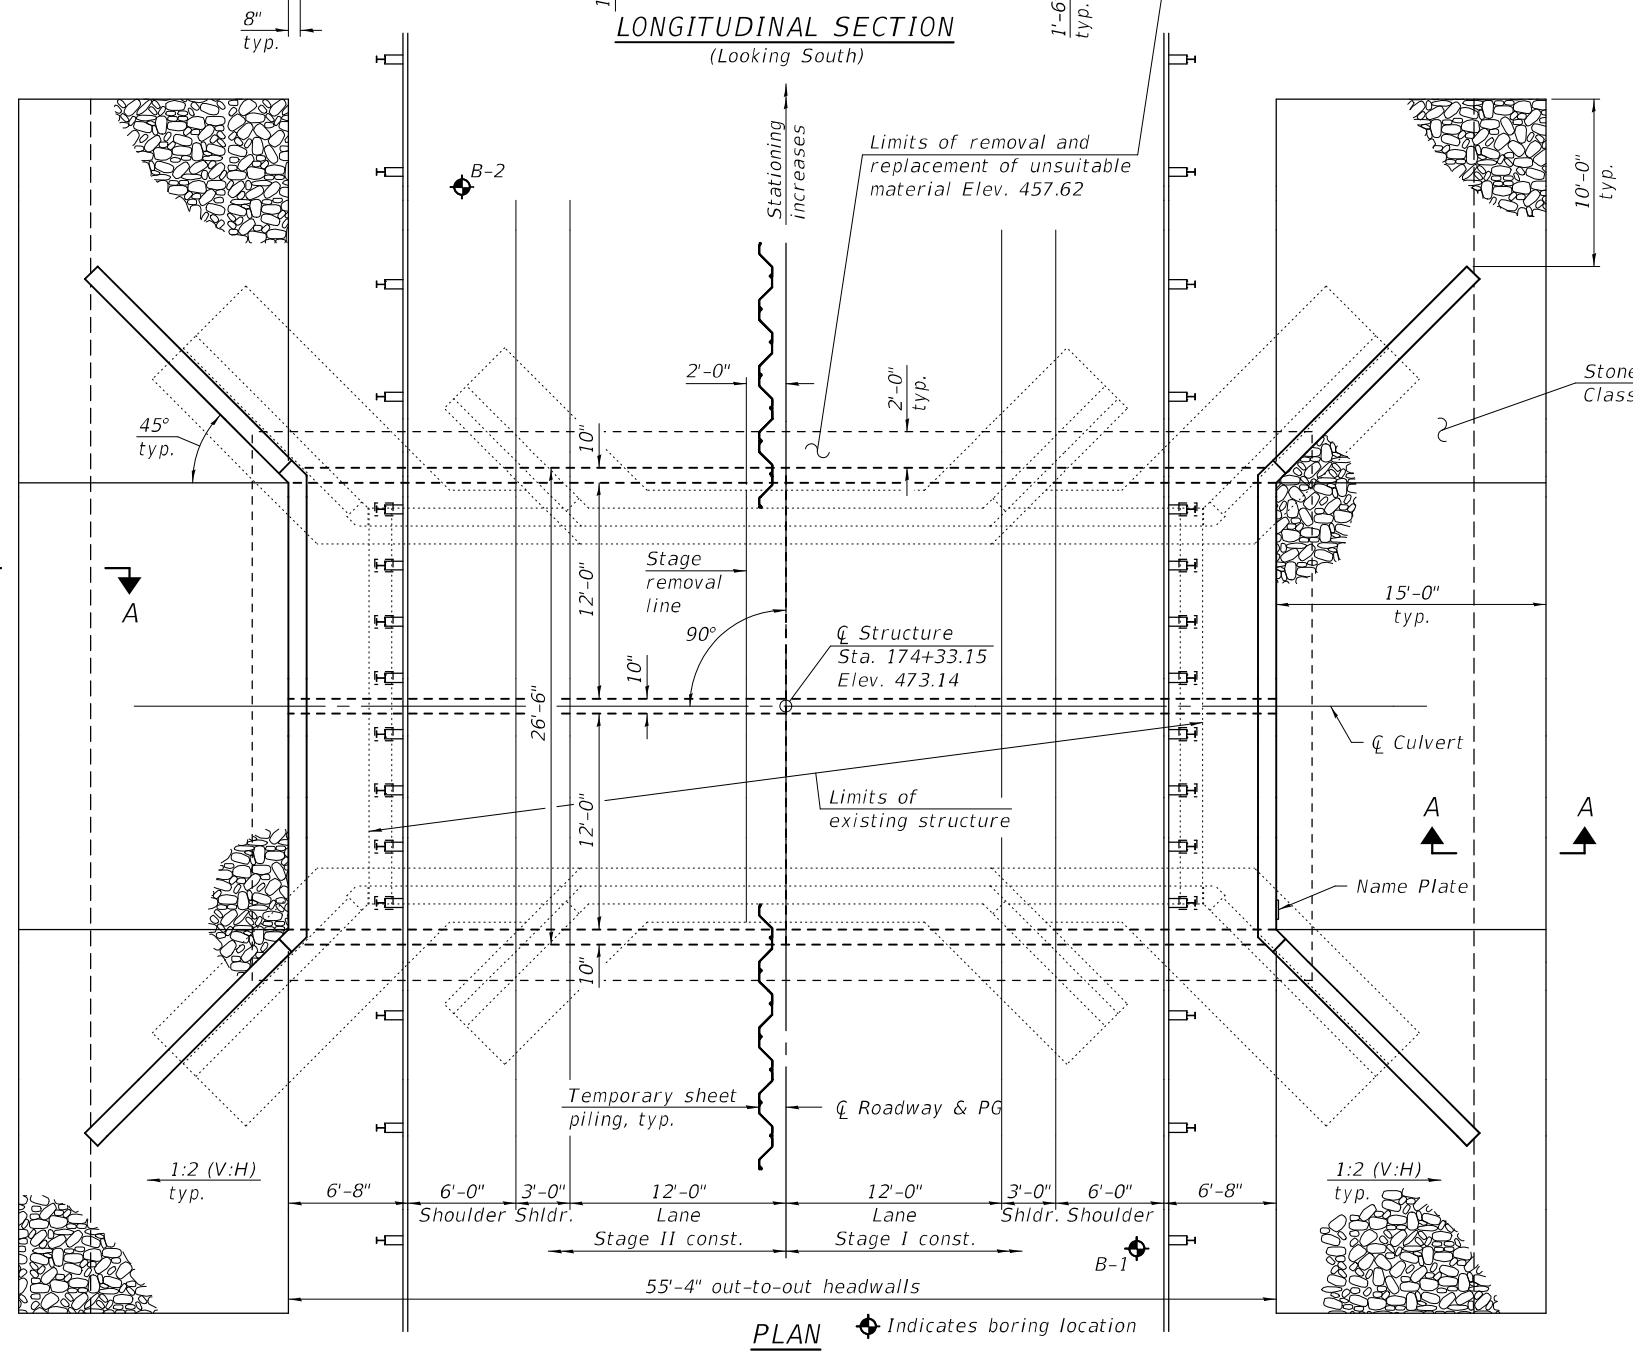 8"
typ.
1'-6
typ.
LONGITUDINAL SECTION
(Looking South)
Stationing
increases
Limits of removal and
replacement of unsuitable
material Elev. 457.62
B-2
10'-0"
typ.
2'-0"
2'-0"
typ.
Stone
Class
45°
typ.
10"
Stage
removal
line
12'-0"
A
15'-0"
typ.
90°
℄ Structure
Sta. 174+33.15
Elev. 473.14
10"
26'-6"
℄ Culvert
Limits of
existing structure
12'-0"
A
A
Name Plate
10"
Temporary sheet
piling, typ.
℄ Roadway & PG
1:2 (V:H)
typ.
1:2 (V:H)
typ.
6'-8"
6'-0"
3'-0"
12'-0"
12'-0"
3'-0"
6'-0"
6'-8"
Shoulder
Shldr.
Lane
Lane
Shldr.
Shoulder
Stage II const.
Stage I const.
B-1
55'-4" out-to-out headwalls
PLAN
Indicates boring location